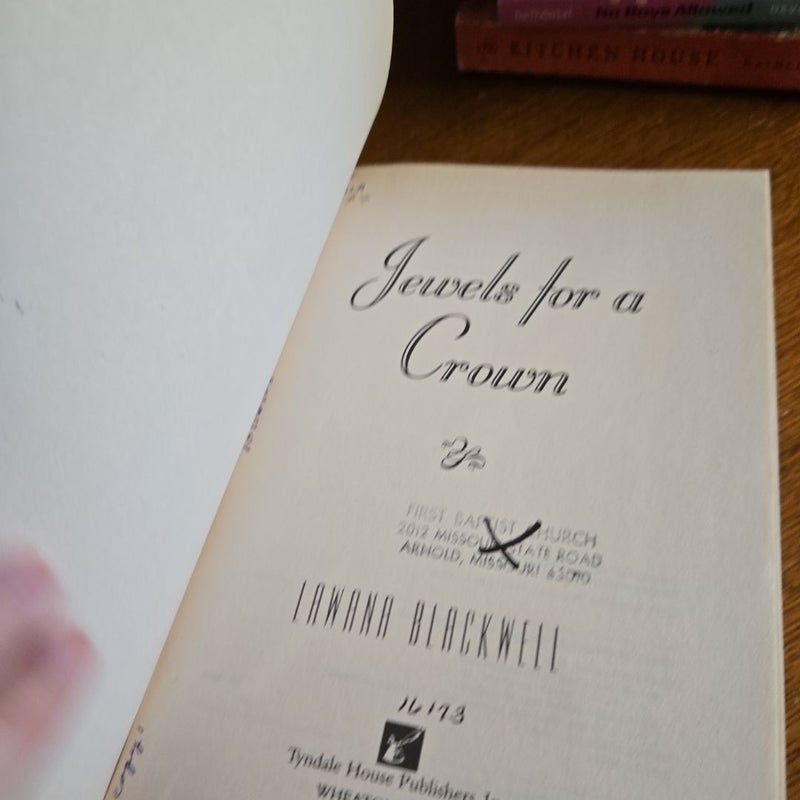 No Boys Allowed
KITCHEN HOUSE
Jewels for a
Crown
FIRST BAPTIST CHURCH
2012 MISSOURI STATE ROAD
ARNOLD, MISSOURI 63010
LAWANA BLACKWELL
16193
Tyndale House Publishers,